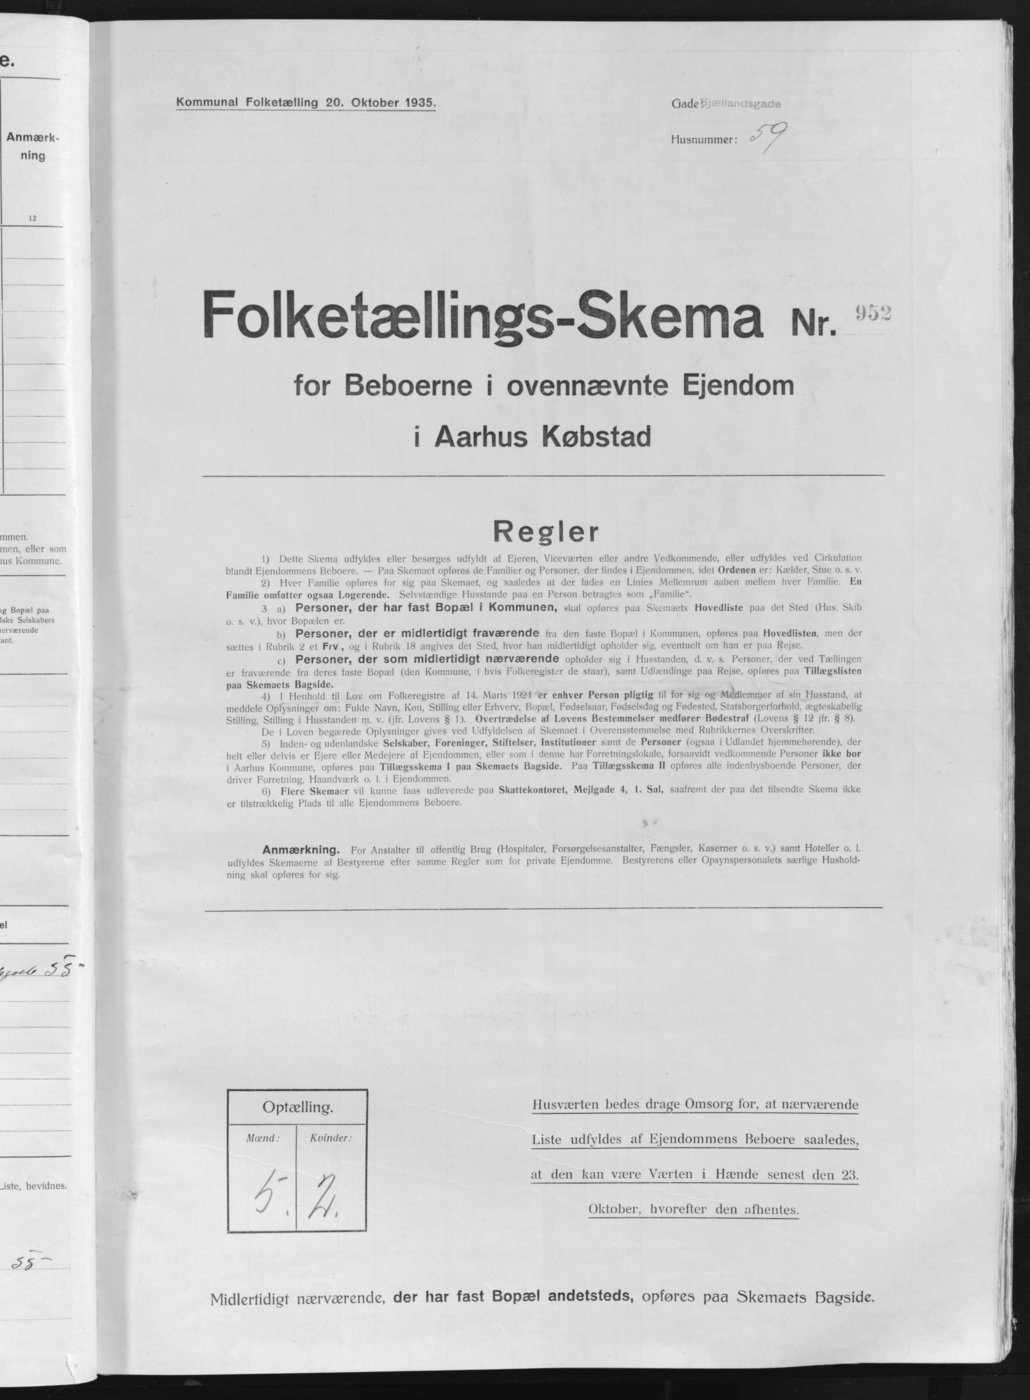 e.
Anmærk-
ning
12
mmen.
men, eller som
us Kommune.
og Bopæl paa
lske Selskabers
erværende
amt.
el
55-
Liste, bevidnes.
55-
Kommunal Folketælling 20. Oktober 1935.
Gade: Sjællandsgade
Husnummer: 59
Folketællings-Skema Nr. 952
for Beboerne i ovennævnte Ejendom
i Aarhus Købstad
Regler
1) Dette Skema udfyldes eller besørges udfyldt af Ejeren, Viceværten eller andre Vedkommende, eller udfyldes ved Cirkulation
blandt Ejendommens Beboere. — Paa Skemaet opføres de Familier og Personer, der findes i Ejendommen, idet Ordenen er: Kælder, Stue o. s. v.
2) Hver Familie opføres for sig paa Skemaet, og saaledes at der lades en Linies Mellemrum aaben mellem hver Familie. En
Familie omfatter ogsaa Logerende. Selvstændige Husstande paa en Person betragtes som „Familie".
3 a) Personer, der har fast Bopæl i Kommunen, skal opføres paa Skemaets Hovedliste paa det Sted (Hus, Skib
o. s. v.), hvor Bopælen er.
b) Personer, der er midlertidigt fraværende fra den faste Bopæl i Kommunen, opføres paa Hovedlisten, men der
sættes i Rubrik 2 et Frv., og i Rubrik 18 angives det Sted, hvor han midlertidigt opholder sig, eventuelt om han er paa Rejse.
c) Personer, der som midlertidigt nærværende opholder sig i Husstanden, d. v. s. Personer, der ved Tællingen
er fraværende fra deres faste Bopæl (den Kommune, i hvis Folkeregister de staar), samt Udlændinge paa Rejse, opføres paa Tillægslisten
paa Skemaets Bagside.
4) I Henhold til Lov om Folkeregistre af 14. Marts 1924 er enhver Person pligtig til for sig og Medlemmer af sin Husstand, at
meddele Oplysninger om: Fulde Navn, Køn, Stilling eller Erhverv, Bopæl, Fødselsaar, Fødselsdag og Fødested, Statsborgerforhold, ægteskabelig
Stilling, Stilling i Husstanden m. v. (jfr. Lovens § 1). Overtrædelse af Lovens Bestemmelser medfører Bødestraf (Lovens § 12 jfr. § 8).
De i Loven begærede Oplysninger gives ved Udfyldelsen af Skemaet i Overensstemmelse med Rubrikkernes Overskrifter.
5) Inden- og udenlandske Selskaber, Foreninger, Stiftelser, Institutioner samt de Personer (ogsaa i Udlandet hjemmehørende), der
helt eller delvis er Ejere eller Medejere af Ejendommen, eller som i denne har Forretningslokale, forsaavidt vedkommende Personer ikke bor
i Aarhus Kommune, opføres paa Tillægsskema I paa Skemaets Bagside. Paa Tillægsskema II opføres alle indenbysboende Personer, der
driver Forretning, Haandværk o. l. i Ejendommen.
6) Flere Skemaer vil kunne faas udleverede paa Skattekontoret, Mejlgade 4, 1. Sal, saafremt der paa det tilsendte Skema ikke
er tilstrækkelig Plads til alle Ejendommens Beboere.
Anmærkning. For Anstalter til offentlig Brug (Hospitaler, Forsørgelsesanstalter, Fængsler, Kaserner o. s. v.) samt Hoteller o. l.
udfyldes Skemaerne af Bestyrerne efter samme Regler som for private Ejendomme. Bestyrerens eller Opsynspersonalets særlige Hushold-
ning skal opføres for sig.
Optælling.
Mænd: Kvinder:
5. 2.
Husværten bedes drage Omsorg for, at nærværende
Liste udfyldes af Ejendommens Beboere saaledes,
at den kan være Værten i Hænde senest den 23.
Oktober, hvorefter den afhentes.
Midlertidigt nærværende, der har fast Bopæl andetsteds, opføres paa Skemaets Bagside.